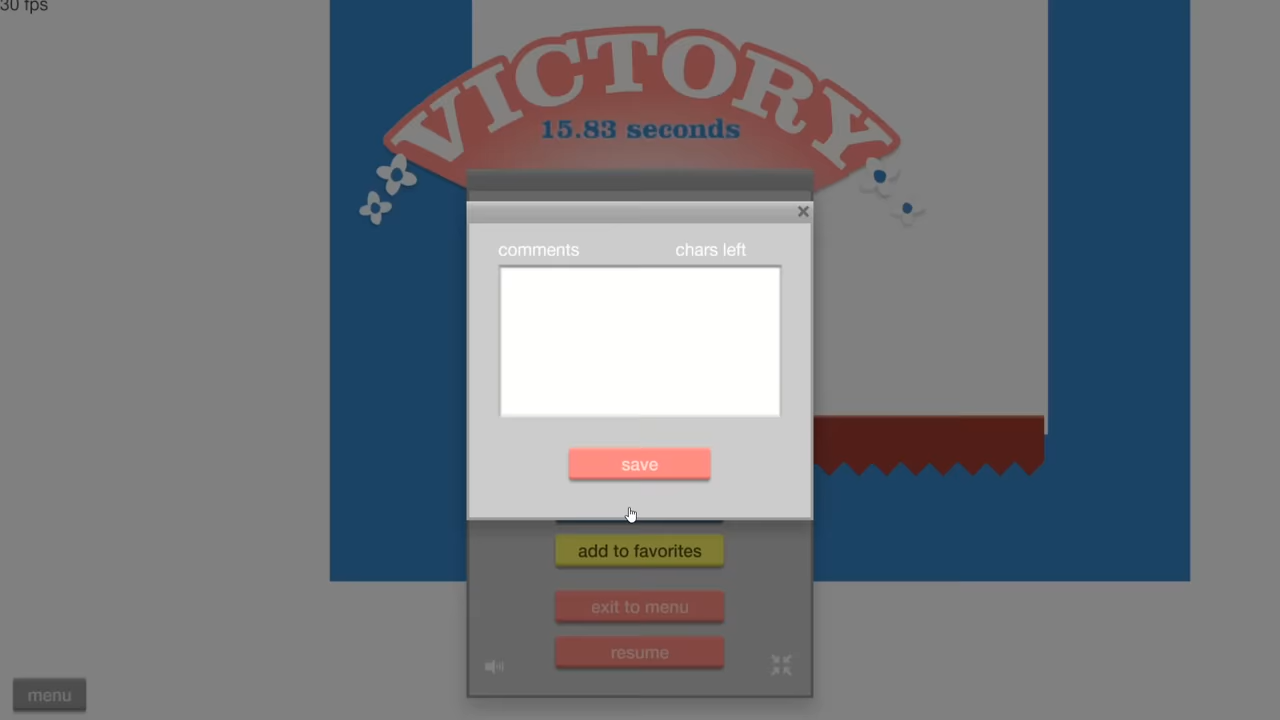 30 fps
VICTORY
15.83 seconds
comments chars left
save
add to favorites
exit to menu
resume
menu